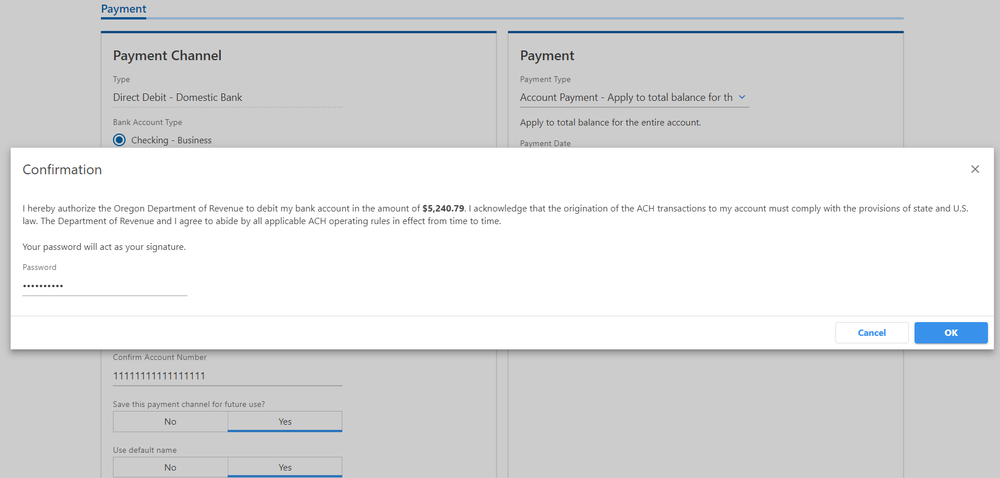 Payment
Payment Channel
Type
Direct Debit - Domestic Bank
Bank Account Type
Checking - Business
Payment
Payment Type
Account Payment - Apply to total balance for th
Apply to total balance for the entire account.
Payment Date
Confirmation
I hereby authorize the Oregon Department of Revenue to debit my bank account in the amount of $5,240.79. I acknowledge that the origination of the ACH transactions to my account must comply with the provisions of state and U.S.
law. The Department of Revenue and I agree to abide by all applicable ACH operating rules in effect from time to time.
Your password will act as your signature.
Password
••••••••••
Cancel
OK
Confirm Account Number
11111111111111111
Save this payment channel for future use?
No
Yes
Use default name
No
Yes